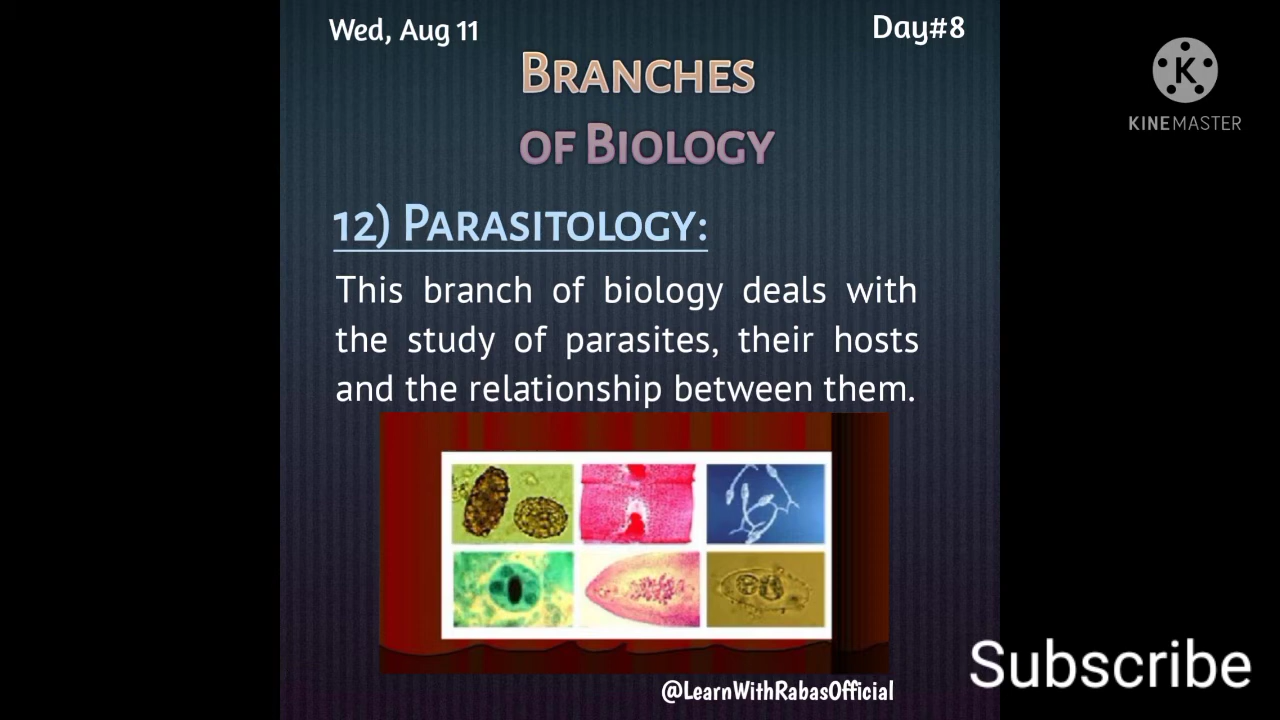 Wed, Aug 11
Day#8
BRANCHES
OF BIOLOGY
K
KINEMASTER
12) PARASITOLOGY:
This branch of biology deals with
the study of parasites, their hosts
and the relationship between them.
Subscribe
@LearnWithRabasOfficial